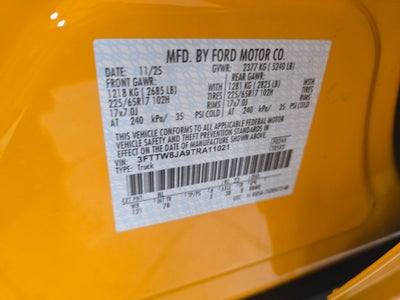 MFD. BY FORD MOTOR CO.
DATE: 11/25 GVWR: 2377 KG (5240 LB)
FRONT GAWR: REAR GAWR:
1218 KG (2685 LB) WITH 1281 KG (2825 LB) WITH
225/65R17 102H TIRES 225/65R17 102H TIRES
17x7.0J RIMS 17x7.0J RIMS
AT 240 kPa/ 35 PSI COLD AT 240 kPa/ 35 PSI COLD
THIS VEHICLE CONFORMS TO ALL APPLICABLE FEDERAL MOTOR
VEHICLE SAFETY AND THEFT PREVENTION STANDARDS IN
EFFECT ON THE DATE OF MANUFACTURE SHOWN ABOVE.
VIN: 3FTTW8JA9TRA11021
TYPE: Truck